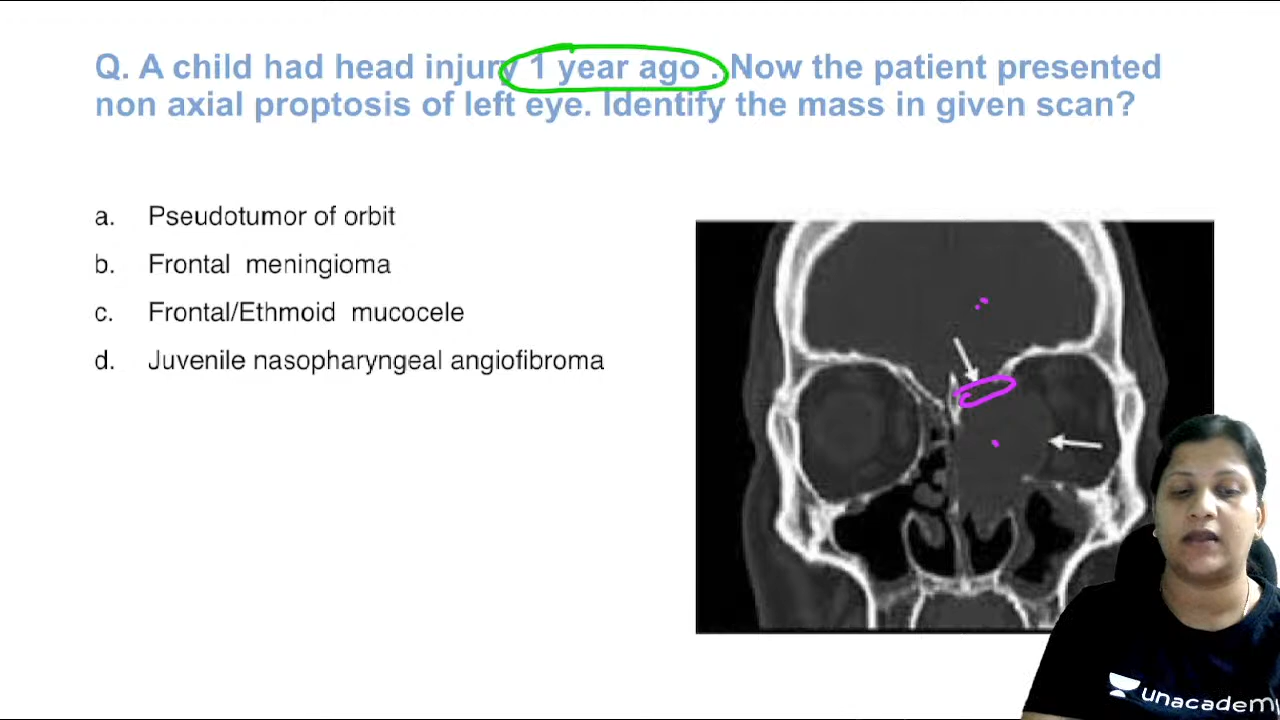 Q. A child had head injury 1 year ago . Now the patient presented
non axial proptosis of left eye. Identify the mass in given scan?
a. Pseudotumor of orbit
b. Frontal meningioma
c. Frontal/Ethmoid mucocele
d. Juvenile nasopharyngeal angiofibroma
unacademy